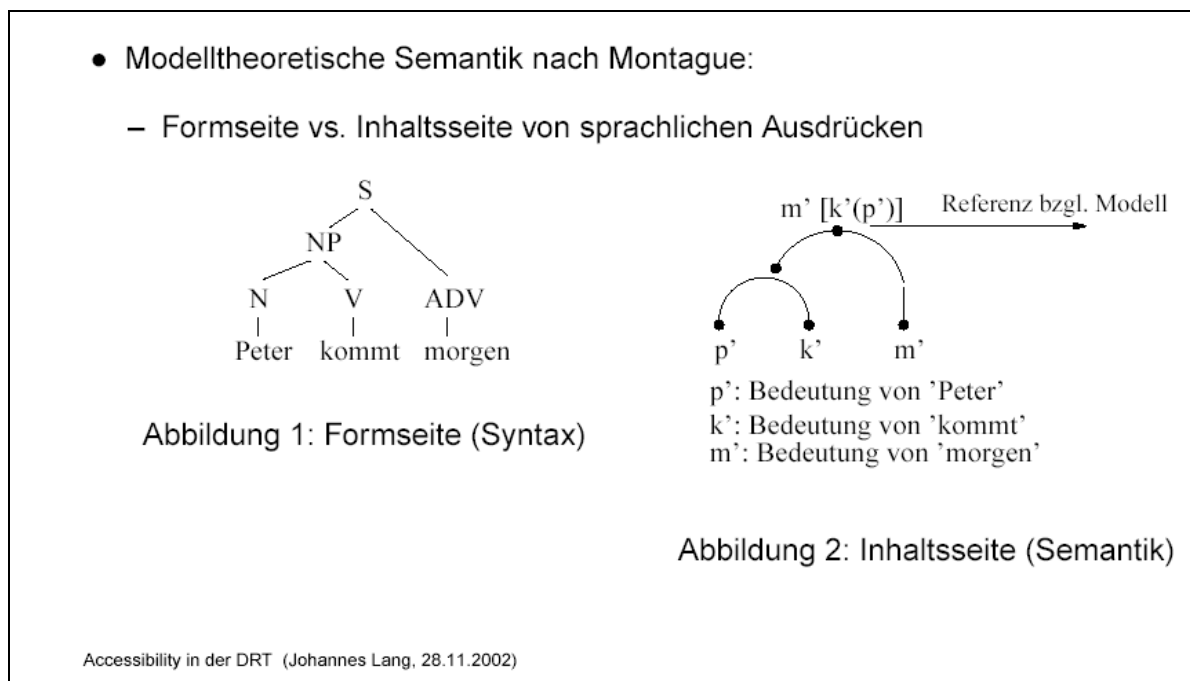 ● Modelltheoretische Semantik nach Montague:
– Formseite vs. Inhaltsseite von sprachlichen Ausdrücken
S
NP
N V ADV
Peter kommt morgen
Abbildung 1: Formseite (Syntax)
m’ [k’(p’)] Referenz bzgl. Modell
p’ k’ m’
p’: Bedeutung von ’Peter’
k’: Bedeutung von ’kommt’
m’: Bedeutung von ’morgen’
Abbildung 2: Inhaltsseite (Semantik)
Accessibility in der DRT (Johannes Lang, 28.11.2002)